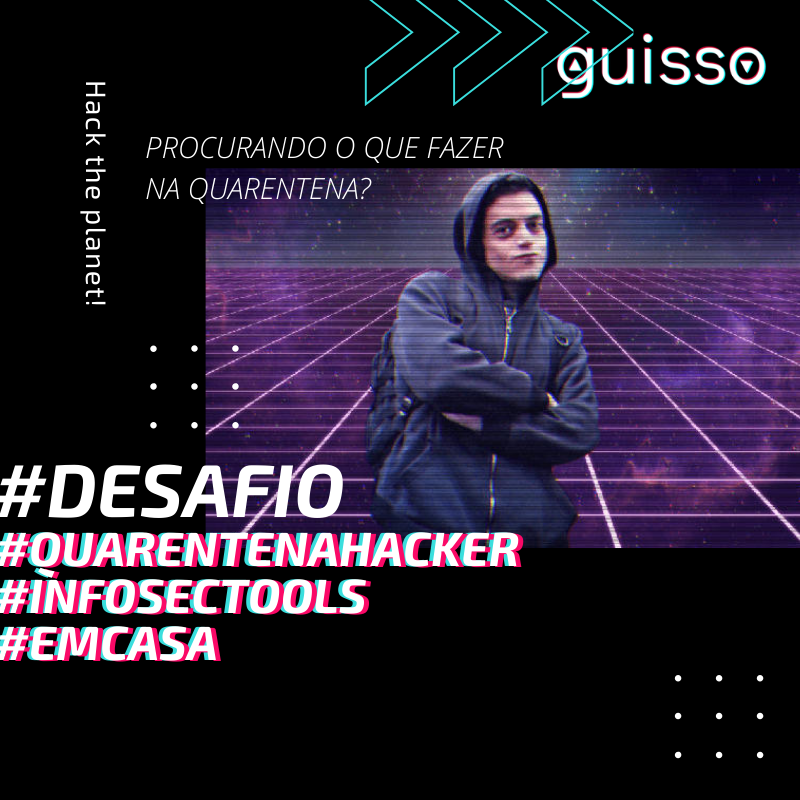 guisso
Hack the planet!
PROCURANDO O QUE FAZER
NA QUARENTENA?
#DESAFIO
#QUARENTENAHACKER
#INFOSECTOOLS
#EMCASA